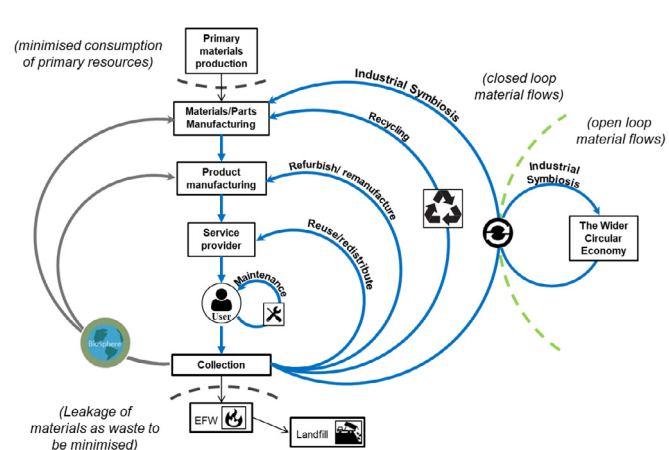 (minimised consumption
of primary resources)
Primary
materials
production
Materials/Parts
Manufacturing
Product
manufacturing
Service
provider
User
Maintenance
Collection
Industrial Symbiosis
Recycling
Refurbish/ remanufacture
Reuse/redistribute
(closed loop
material flows)
(open loop
material flows)
Industrial
Symbiosis
The Wider
Circular
Economy
BioSphere
(Leakage of
materials as waste to
be minimised)
EFW
Landfill